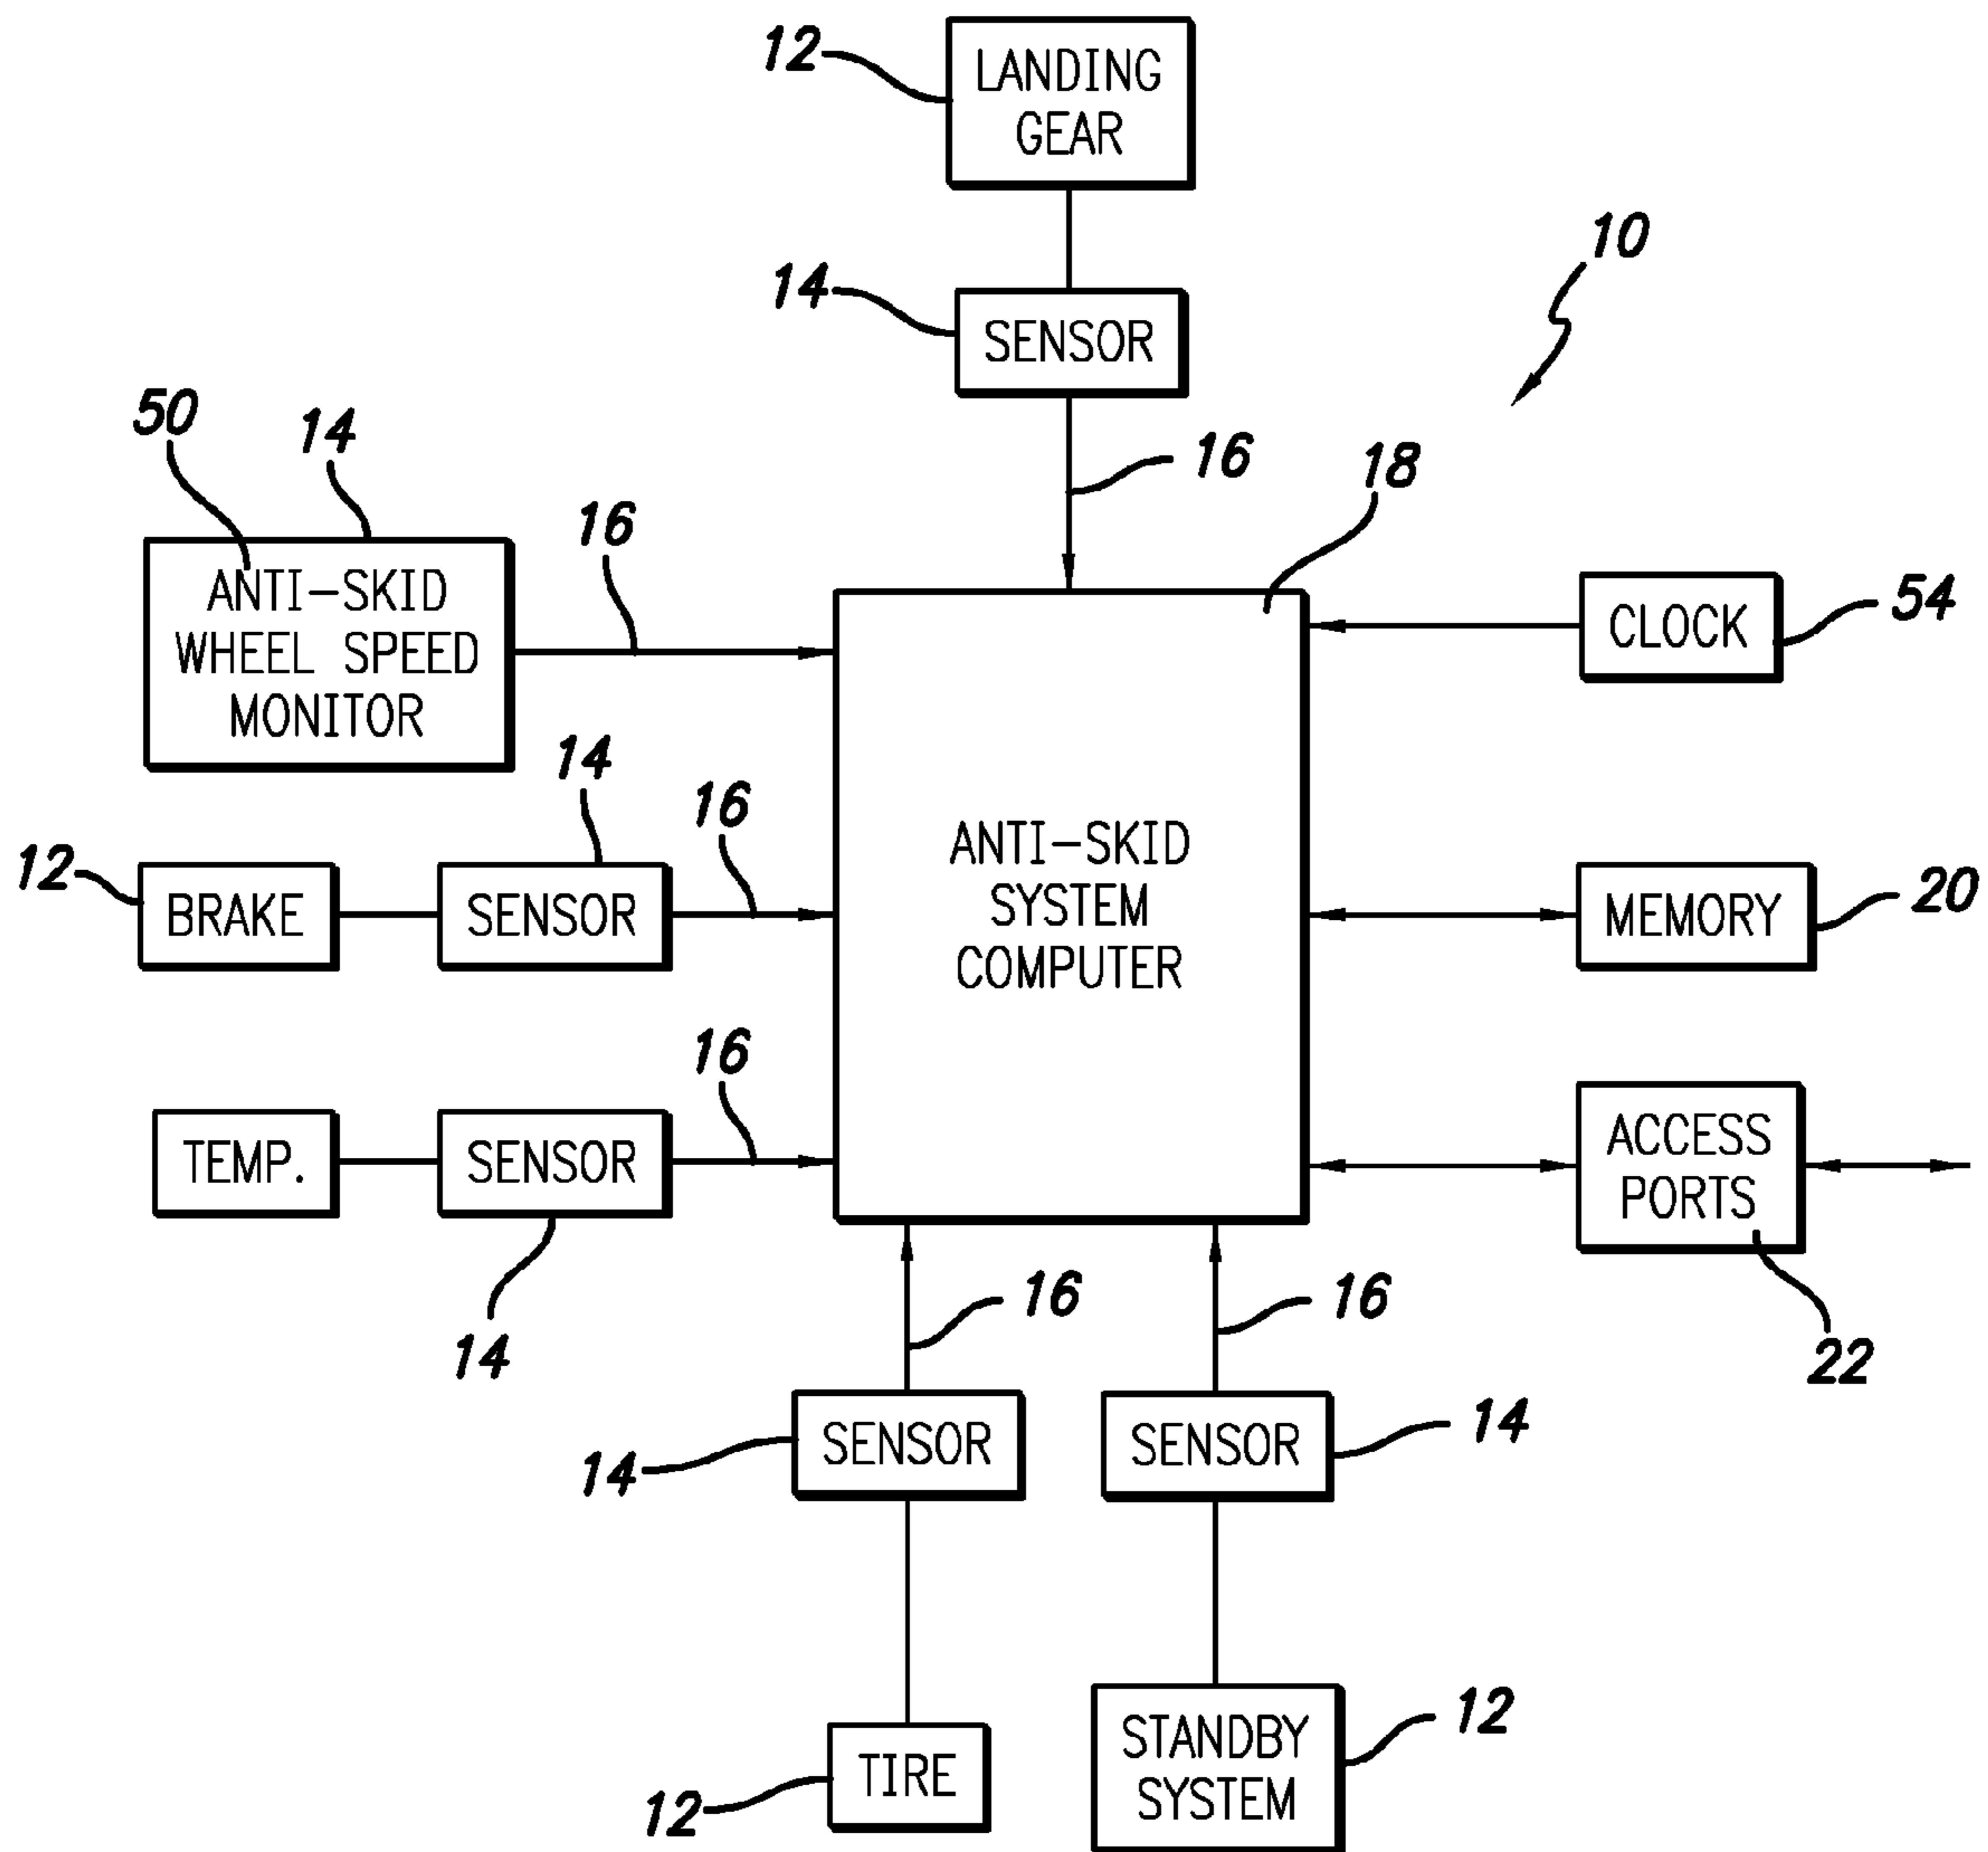 12
LANDING
GEAR
10
14
SENSOR
50
14
16
18
16
ANTI-SKID
WHEEL SPEED
MONITOR
CLOCK
54
14
16
12
BRAKE
SENSOR
ANTI-SKID
SYSTEM
COMPUTER
MEMORY
20
16
TEMP.
SENSOR
ACCESS
PORTS
14
16
16
22
14
SENSOR
SENSOR
14
12
TIRE
STANDBY
SYSTEM
12